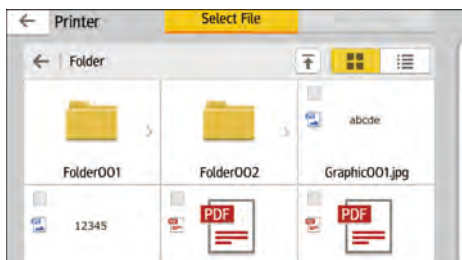 Printer
Select File
Folder
abcde
Folder001
Folder002
Graphic001.jpg
12345
PDF
PDF